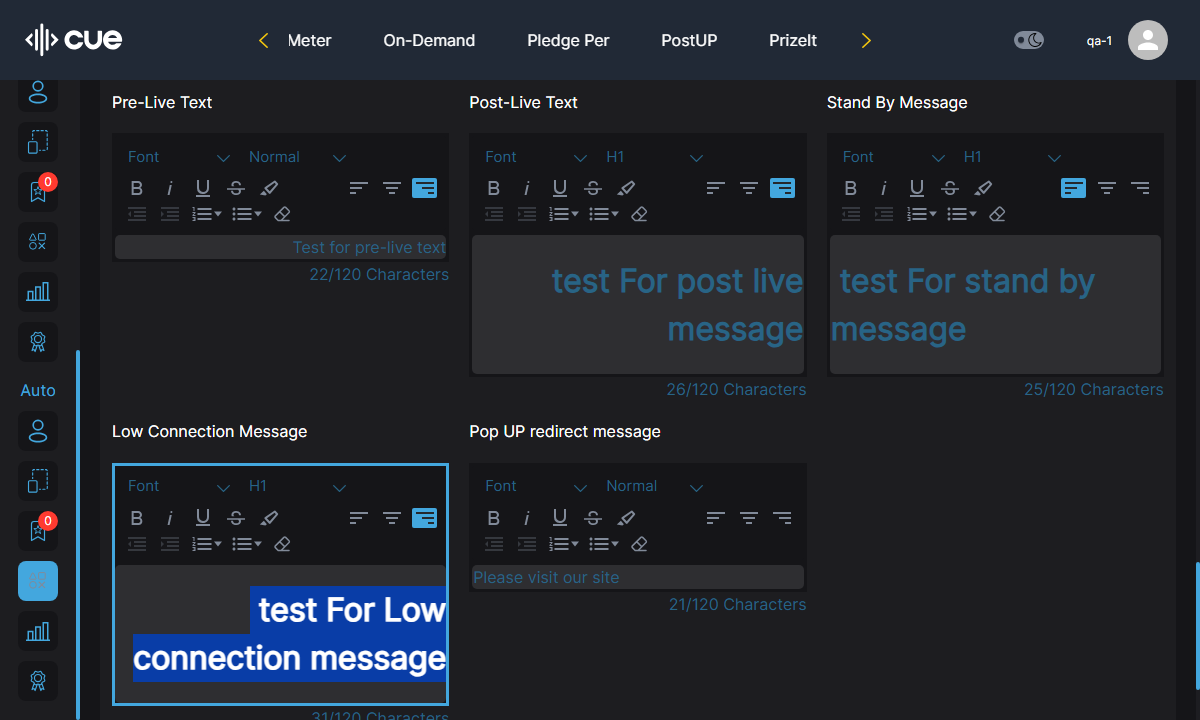 cue
Meter On-Demand Pledge Per PostUP PrizeIt
qa-1
0
Auto
0
Pre-Live Text
Font Normal
B i U S
Test for pre-live text
22/120 Characters
Post-Live Text
Font H1
B i U S
test For post live
message
26/120 Characters
Stand By Message
Font H1
B i U S
test For stand by
message
25/120 Characters
Low Connection Message
Font H1
B i U S
test For Low
connection message
31/120 Characters
Pop UP redirect message
Font Normal
B i U S
Please visit our site
21/120 Characters